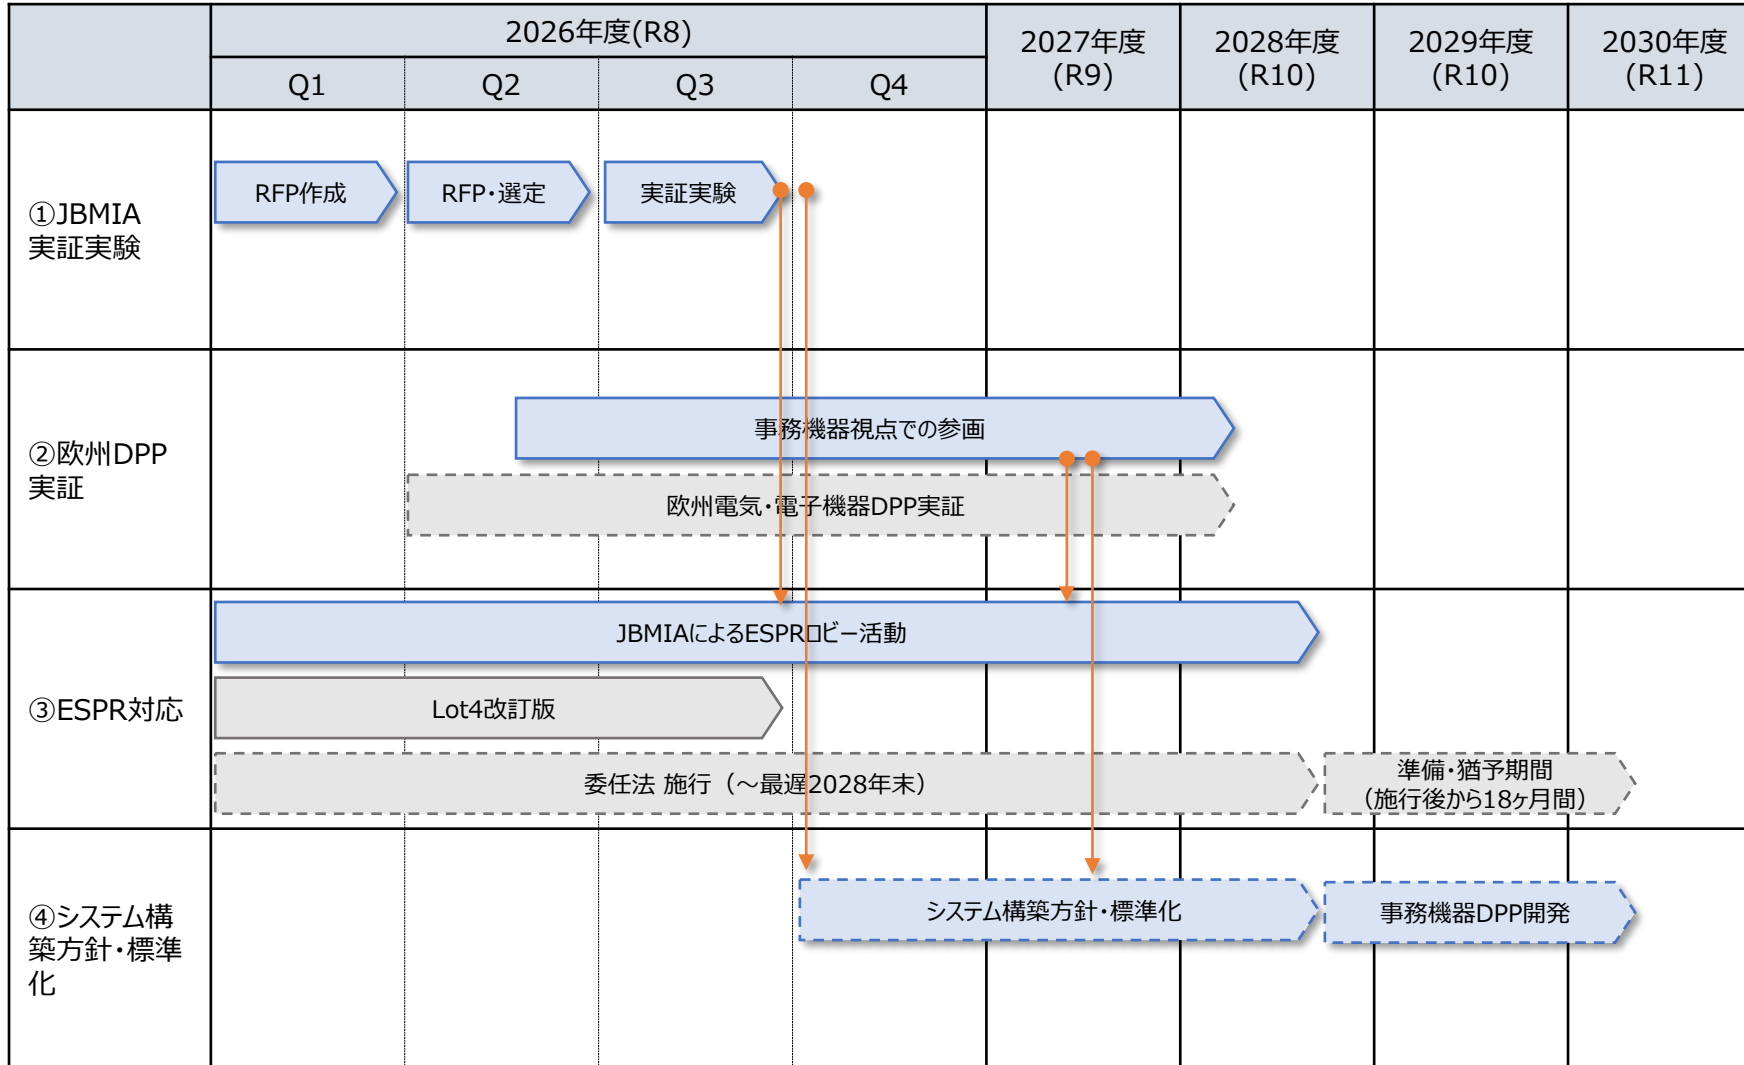 2026年度(R8)
2027年度
(R9)
2028年度
(R10)
2029年度
(R10)
2030年度
(R11)
Q1
Q2
Q3
Q4
①JBMIA
実証実験
RFP作成
RFP・選定
実証実験
②欧州DPP
実証
事務機器視点での参画
欧州電気・電子機器DPP実証
③ESPR対応
JBMIAによるESPRロビー活動
Lot4改訂版
委任法 施行（～最遅2028年末）
準備・猶予期間
（施行後から18ヶ月間）
④システム構
築方針・標準
化
システム構築方針・標準化
事務機器DPP開発